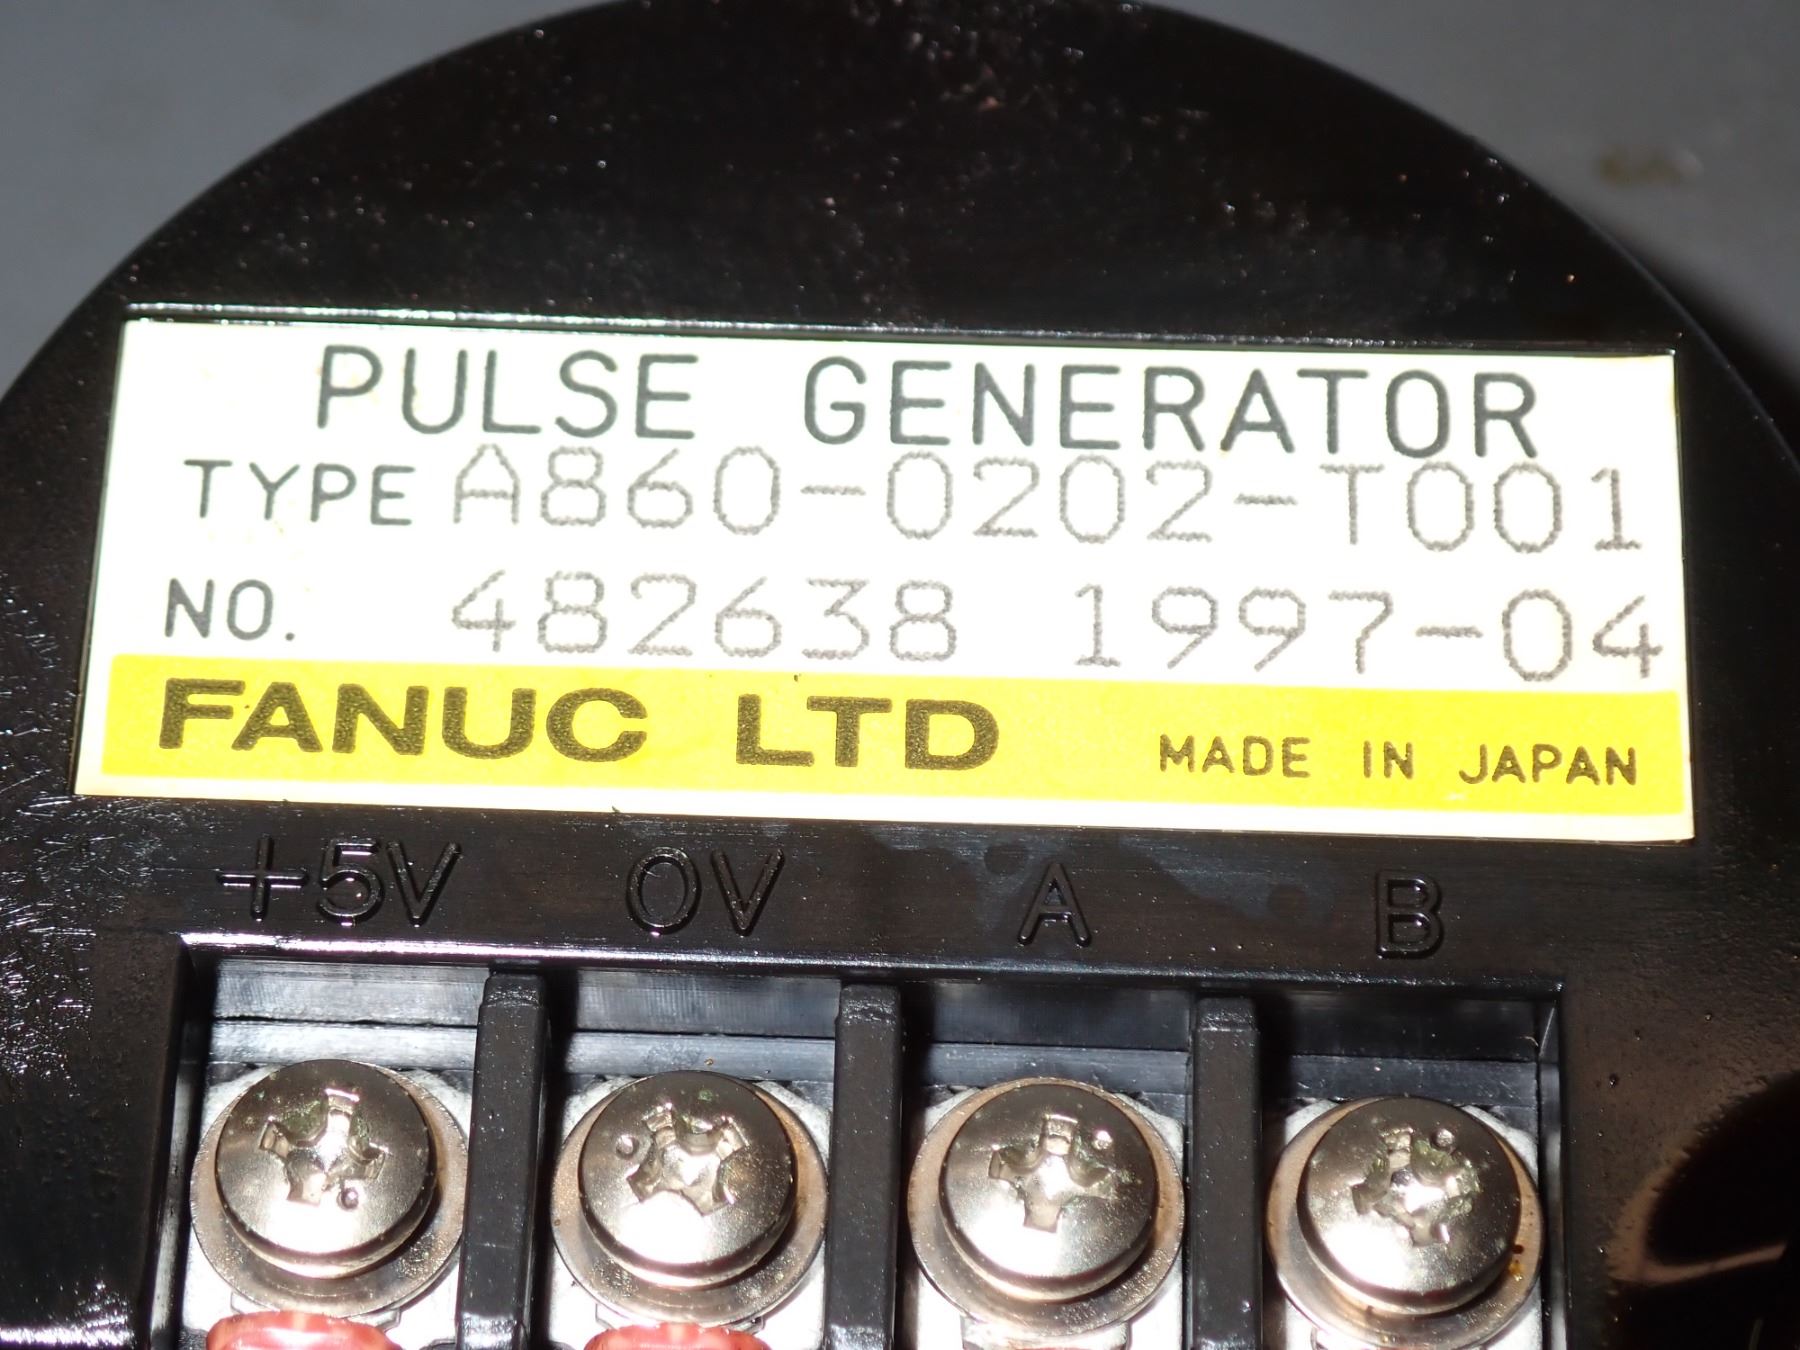 PULSE GENERATOR
TYPE A860-0202-T001
NO. 482638 1997-04
FANUC LTD MADE IN JAPAN
+5V 0V A B